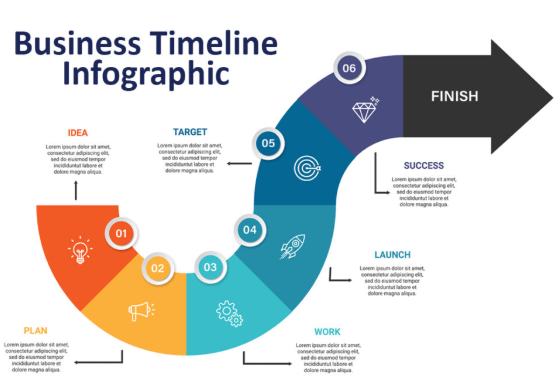 Business Timeline
Infographic
06
FINISH
IDEA
Lorem ipsum dolor sit amet,
consectetur adipiscing elit,
sed do eiusmod tempor
incididuntut labore et
dolore magna aliqua.
TARGET
Lorem ipsum dolor sit amet,
consectetur adipiscing elit,
sed do eiusmod tempor
incididuntut labore et
dolore magna aliqua.
05
SUCCESS
Lorem ipsum dolor sit amet,
consectetur adipiscing elit,
sed do eiusmod tempor
incididuntut labore et
dolore magna aliqua.
01
04
02
03
LAUNCH
Lorem ipsum dolor sit amet,
consectetur adipiscing elit,
sed do eiusmod tempor
incididuntut labore et
dolore magna aliqua.
PLAN
Lorem ipsum dolor sit amet,
consectetur adipiscing elit,
sed do eiusmod tempor
incididuntut labore et
dolore magna aliqua.
WORK
Lorem ipsum dolor sit amet,
consectetur adipiscing elit,
sed do eiusmod tempor
incididuntut labore et
dolore magna aliqua.